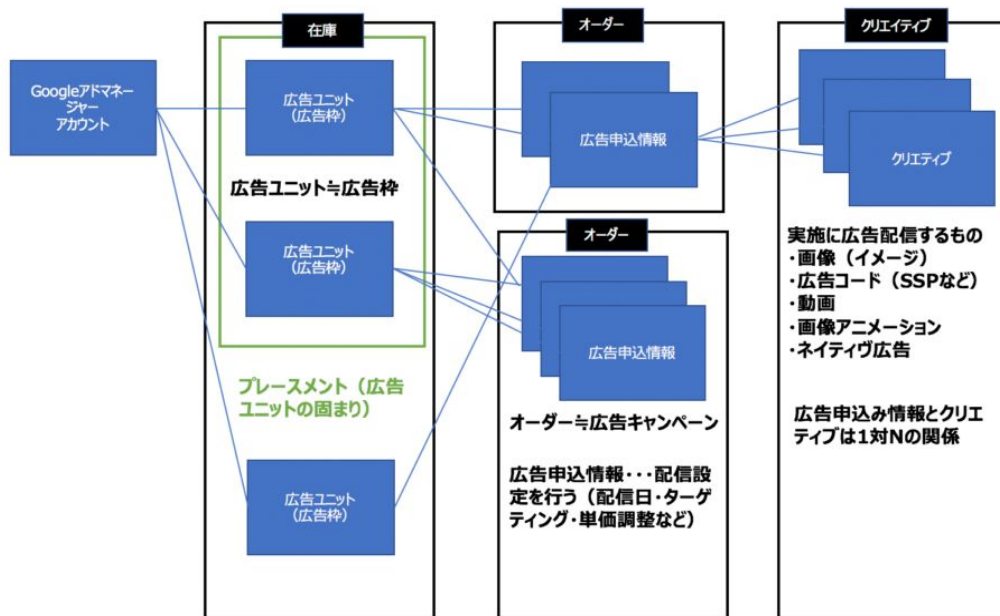 在庫
オーダー
クリエイティブ
Googleアドマネー
ジャー
アカウント
広告ユニット
（広告枠）
広告申込情報
クリエイティブ
広告ユニット≒広告枠
広告ユニット
（広告枠）
オーダー
実施に広告配信するもの
・画像（イメージ）
・広告コード（SSPなど）
・動画
・画像アニメーション
・ネイティヴ広告
広告申込情報
プレースメント（広告
ユニットの固まり）
オーダー≒広告キャンペーン
広告申込み情報とクリエ
イティブは1対Nの関係
広告申込情報・・・配信設
定を行う（配信日・ターゲ
ティング・単価調整など）
広告ユニット
（広告枠）